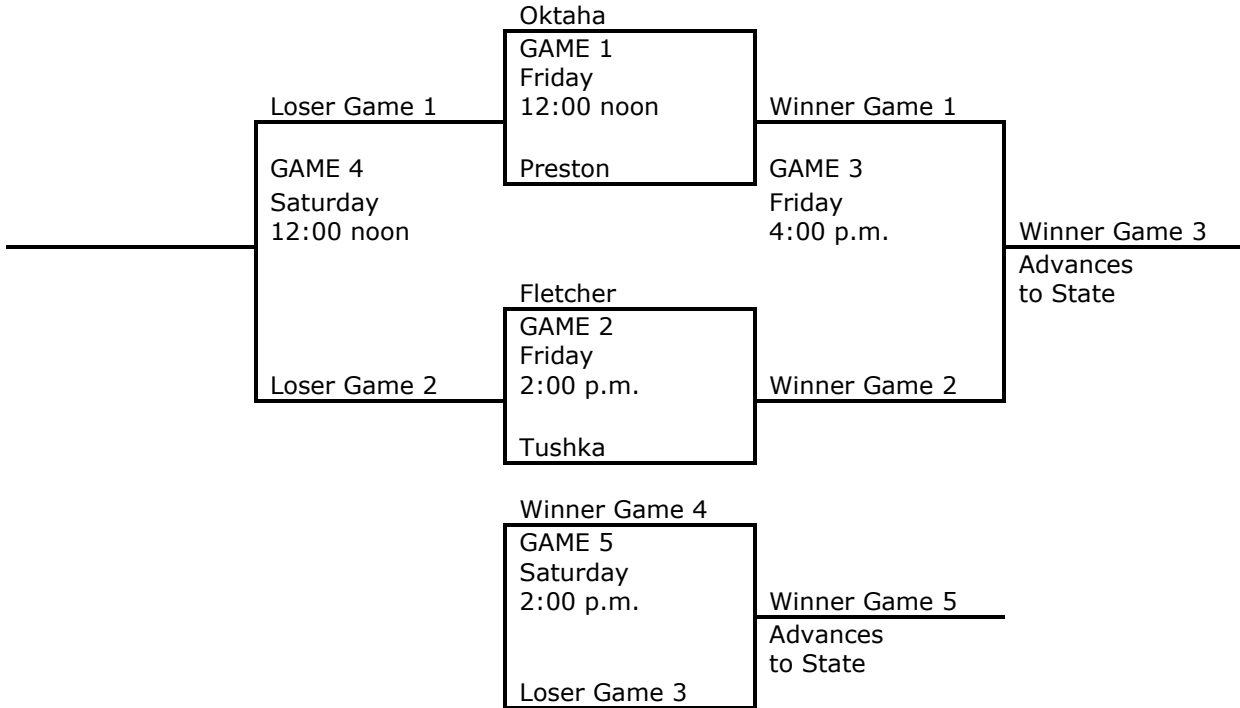 Oktaha
GAME 1
Friday
12:00 noon
Preston
Loser Game 1
Winner Game 1
GAME 4
Saturday
12:00 noon
GAME 3
Friday
4:00 p.m.
Winner Game 3
Advances
to State
Fletcher
GAME 2
Friday
2:00 p.m.
Tushka
Loser Game 2
Winner Game 2
Winner Game 4
GAME 5
Saturday
2:00 p.m.
Loser Game 3
Winner Game 5
Advances
to State